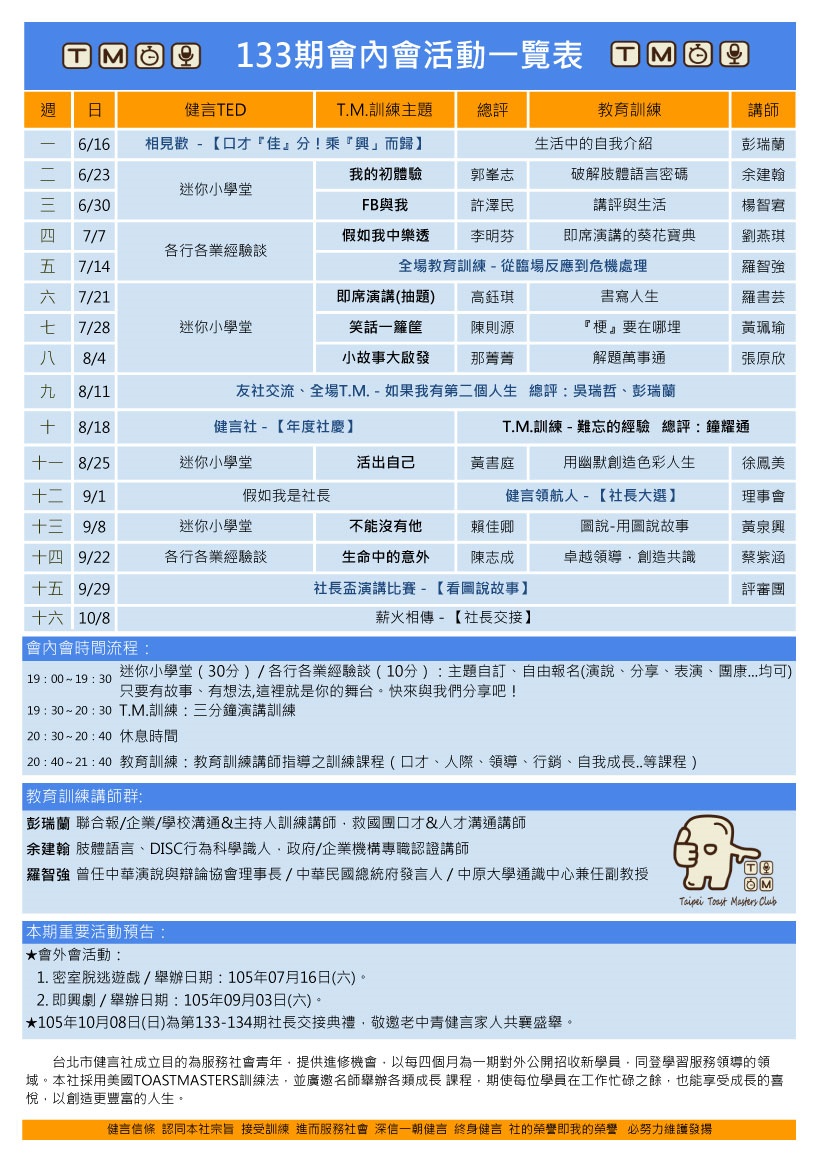 TM 133期會內會活動一覽表 TM
週 日 健言TED T.M.訓練主題 總評 教育訓練 講師
一 6/16 相見歡 -【口才『佳』分！乘『興」而歸】 生活中的自我介紹 彭瑞蘭
二 6/23 迷你小學堂 我的初體驗 郭峯志 破解肢體語言密碼 余建翰
三 6/30 FB與我 許澤民 講評與生活 楊智宭
四 7/7 各行各業經驗談 假如我中樂透 李明芬 即席演講的葵花寶典 劉燕琪
五 7/14 全場教育訓練 - 從臨場反應到危機處理 羅智強
六 7/21 迷你小學堂 即席演講(抽題) 高鈺琪 書寫人生 羅書芸
七 7/28 笑話一籮筐 陳則源 『梗』要在哪埋 黃珮瑜
八 8/4 小故事大啟發 那菁菁 解題萬事通 張原欣
九 8/11 友社交流、全場T.M. - 如果我有第二個人生 總評：吳瑞哲、彭瑞蘭
十 8/18 健言社 -【年度社慶】 T.M.訓練 - 難忘的經驗 總評：鐘耀通
十一 8/25 迷你小學堂 活出自己 黃書庭 用幽默創造色彩人生 徐鳳美
十二 9/1 假如我是社長 健言領航人 -【社長大選】 理事會
十三 9/8 迷你小學堂 不能沒有他 賴佳卿 圖說-用圖說故事 黃泉興
十四 9/22 各行各業經驗談 生命中的意外 陳志成 卓越領導．創造共識 蔡紫涵
十五 9/29 社長盃演講比賽 -【看圖說故事】 評審團
十六 10/8 薪火相傳 -【社長交接】
會內會時間流程：
19：00~19：30 迷你小學堂（30分）/ 各行各業經驗談（10分）：主題自訂、自由報名(演說、分享、表演、團康...均可)
只要有故事、有想法,這裡就是你的舞台。快來與我們分享吧！
19：30~20：30 T.M.訓練：三分鐘演講訓練
20：30~20：40 休息時間
20：40~21：40 教育訓練：教育訓練講師指導之訓練課程（口才、人際、領導、行銷、自我成長..等課程）
教育訓練講師群:
彭瑞蘭 聯合報/企業/學校溝通&主持人訓練講師．救國團口才&人才溝通講師
余建翰 肢體語言、DISC行為科學識人．政府/企業機構專職認證講師
羅智強 曾任中華演說與辯論協會理事長 / 中華民國總統府發言人 / 中原大學通識中心兼任副教授
T
M
Taipei Toast Masters Club
本期重要活動預告：
★會外會活動：
1. 密室脫逃遊戲 / 舉辦日期：105年07月16日(六)。
2. 即興劇 / 舉辦日期：105年09月03日(六)。
★105年10月08日(日)為第133-134期社長交接典禮．敬邀老中青健言家人共襄盛舉。
台北市健言社成立目的為服務社會青年．提供進修機會．以每四個月為一期對外公開招收新學員．同登學習服務領導的領
域。本社採用美國TOASTMASTERS訓練法．並廣邀名師舉辦各類成長 課程．期使每位學員在工作忙碌之餘．也能享受成長的喜
悅．以創造更豐富的人生。
健言信條 認同本社宗旨 接受訓練 進而服務社會 深信一朝健言 終身健言 社的榮譽即我的榮譽 必努力維護發揚